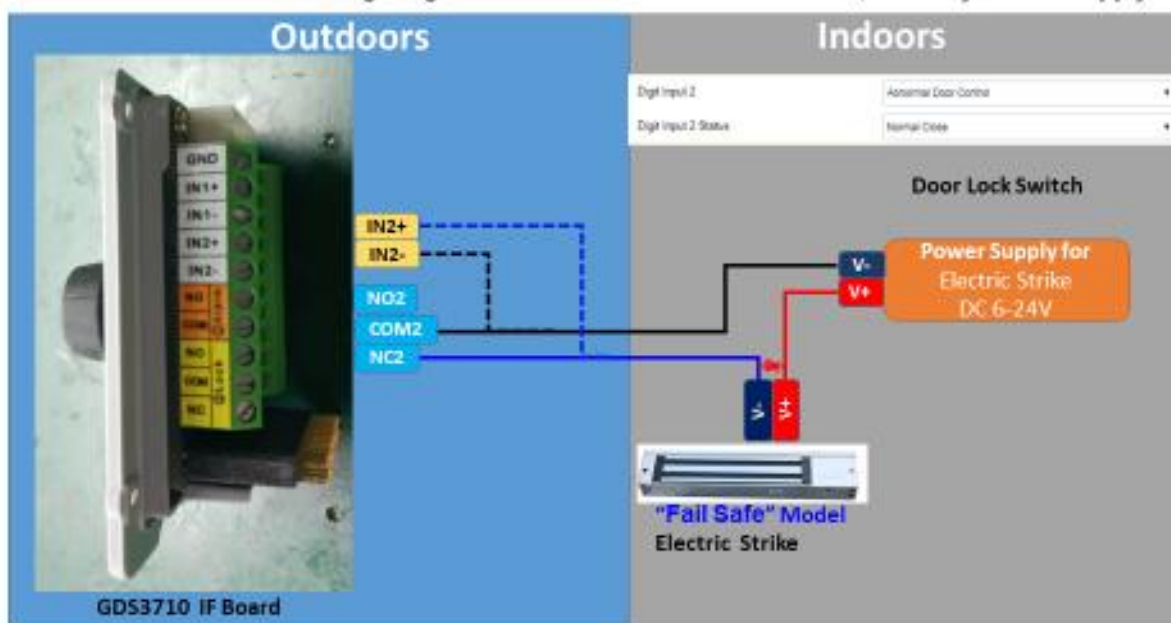 Outdoors
Indoors
Digit Input 2
Abnormal Door Control
Digit Input 2 Status
Normal Close
GND
IN1+
IN1-
IN2+
IN2-
NO
COM
NO
COM
NC
IN2+
IN2-
NO2
COM2
NC2
Door Lock Switch
V-
V+
Power Supply for
Electric Strike
DC 6-24V
V-
V+
"Fail Safe" Model
Electric Strike
GDS3710 IF Board